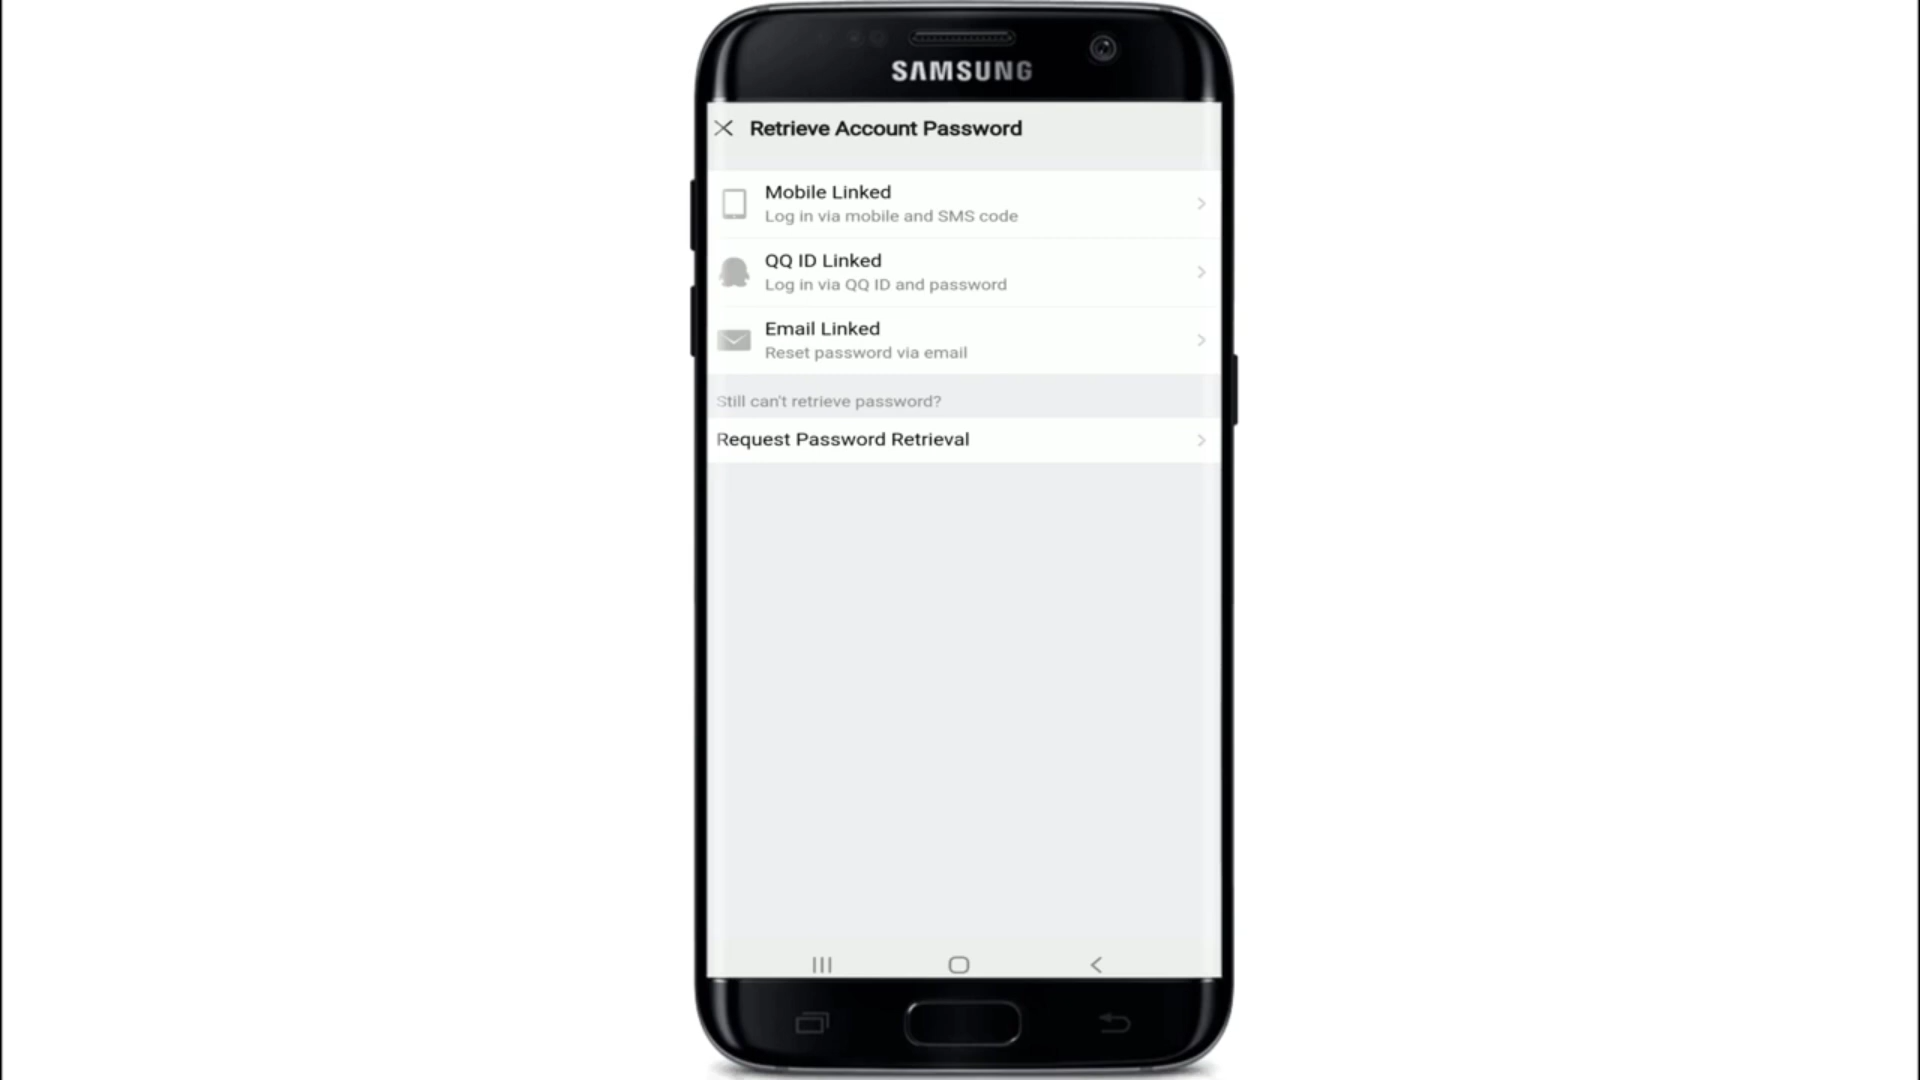 SAMSUNG
Retrieve Account Password
Mobile Linked
Log in via mobile and SMS code
QQ ID Linked
Log in via QQ ID and password
Email Linked
Reset password via email
Still can't retrieve password?
Request Password Retrieval